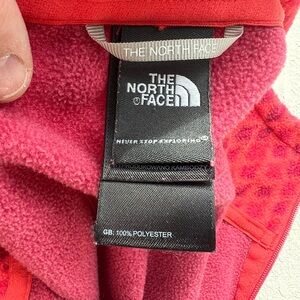 THE NORTH FACE
THE
NORTH
FACE
NEVER STOP EXPLORING
GB: 100% POLYESTER